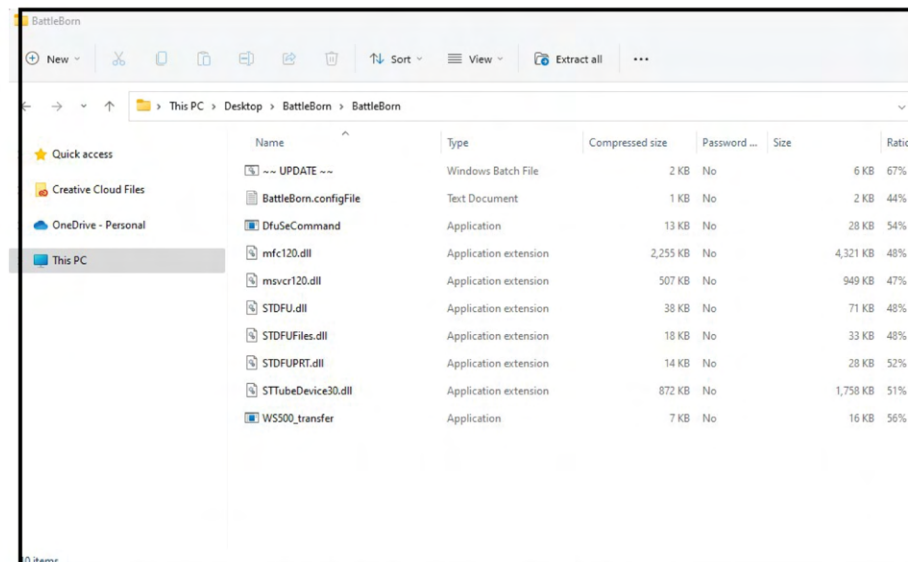 BattleBorn
New Sort View Extract all ...
This PC > Desktop > BattleBorn > BattleBorn
Name Type Compressed size Password ... Size Ratio
Quick access
Creative Cloud Files
OneDrive - Personal
This PC
~~ UPDATE ~~ Windows Batch File 2 KB No 6 KB 67%
BattleBorn.configFile Text Document 1 KB No 2 KB 44%
DfuSeCommand Application 13 KB No 28 KB 54%
mfc120.dll Application extension 2,255 KB No 4,321 KB 48%
msvcr120.dll Application extension 507 KB No 949 KB 47%
STDFU.dll Application extension 38 KB No 71 KB 48%
STDFUFiles.dll Application extension 18 KB No 33 KB 48%
STDFUPRT.dll Application extension 14 KB No 28 KB 52%
STTubeDevice30.dll Application extension 872 KB No 1,758 KB 51%
WS500_transfer Application 7 KB No 16 KB 56%
items